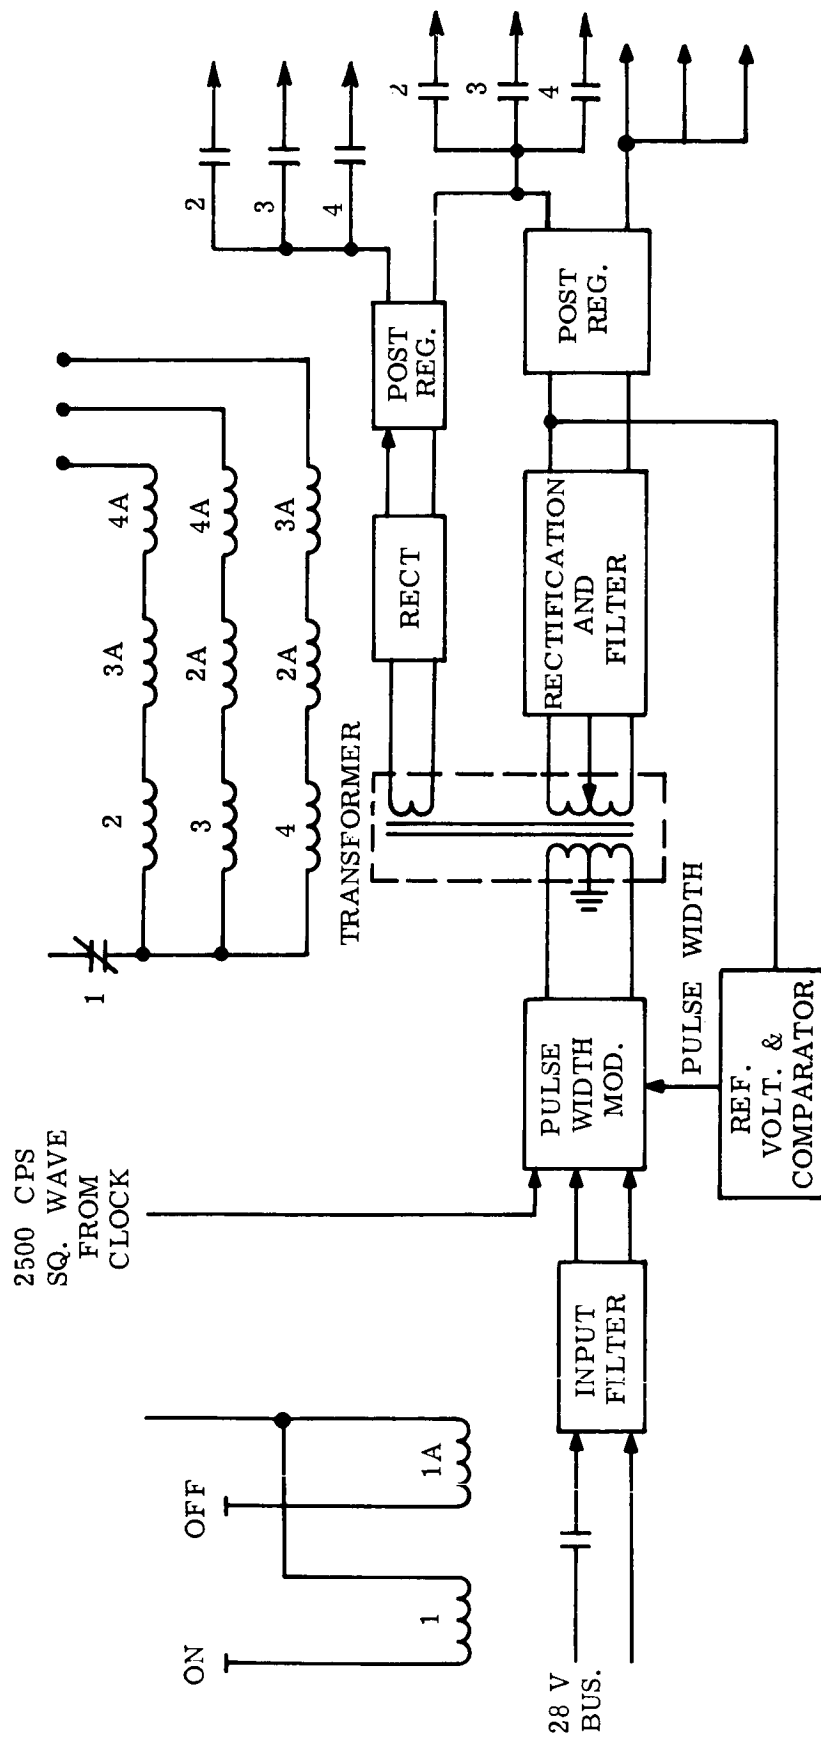 2500 CPS
SQ. WAVE
FROM
CLOCK
ON
OFF
1
1A
28 V
BUS.
INPUT
FILTER
PULSE
WIDTH
MOD.
REF.
VOLT. &
COMPARATOR
PULSE WIDTH
TRANSFORMER
1
2
3A
4A
3
2A
4A
4
2A
3A
RECT
POST
REG.
RECTIFICATION
AND
FILTER
POST
REG.
2
3
4
2
3
4